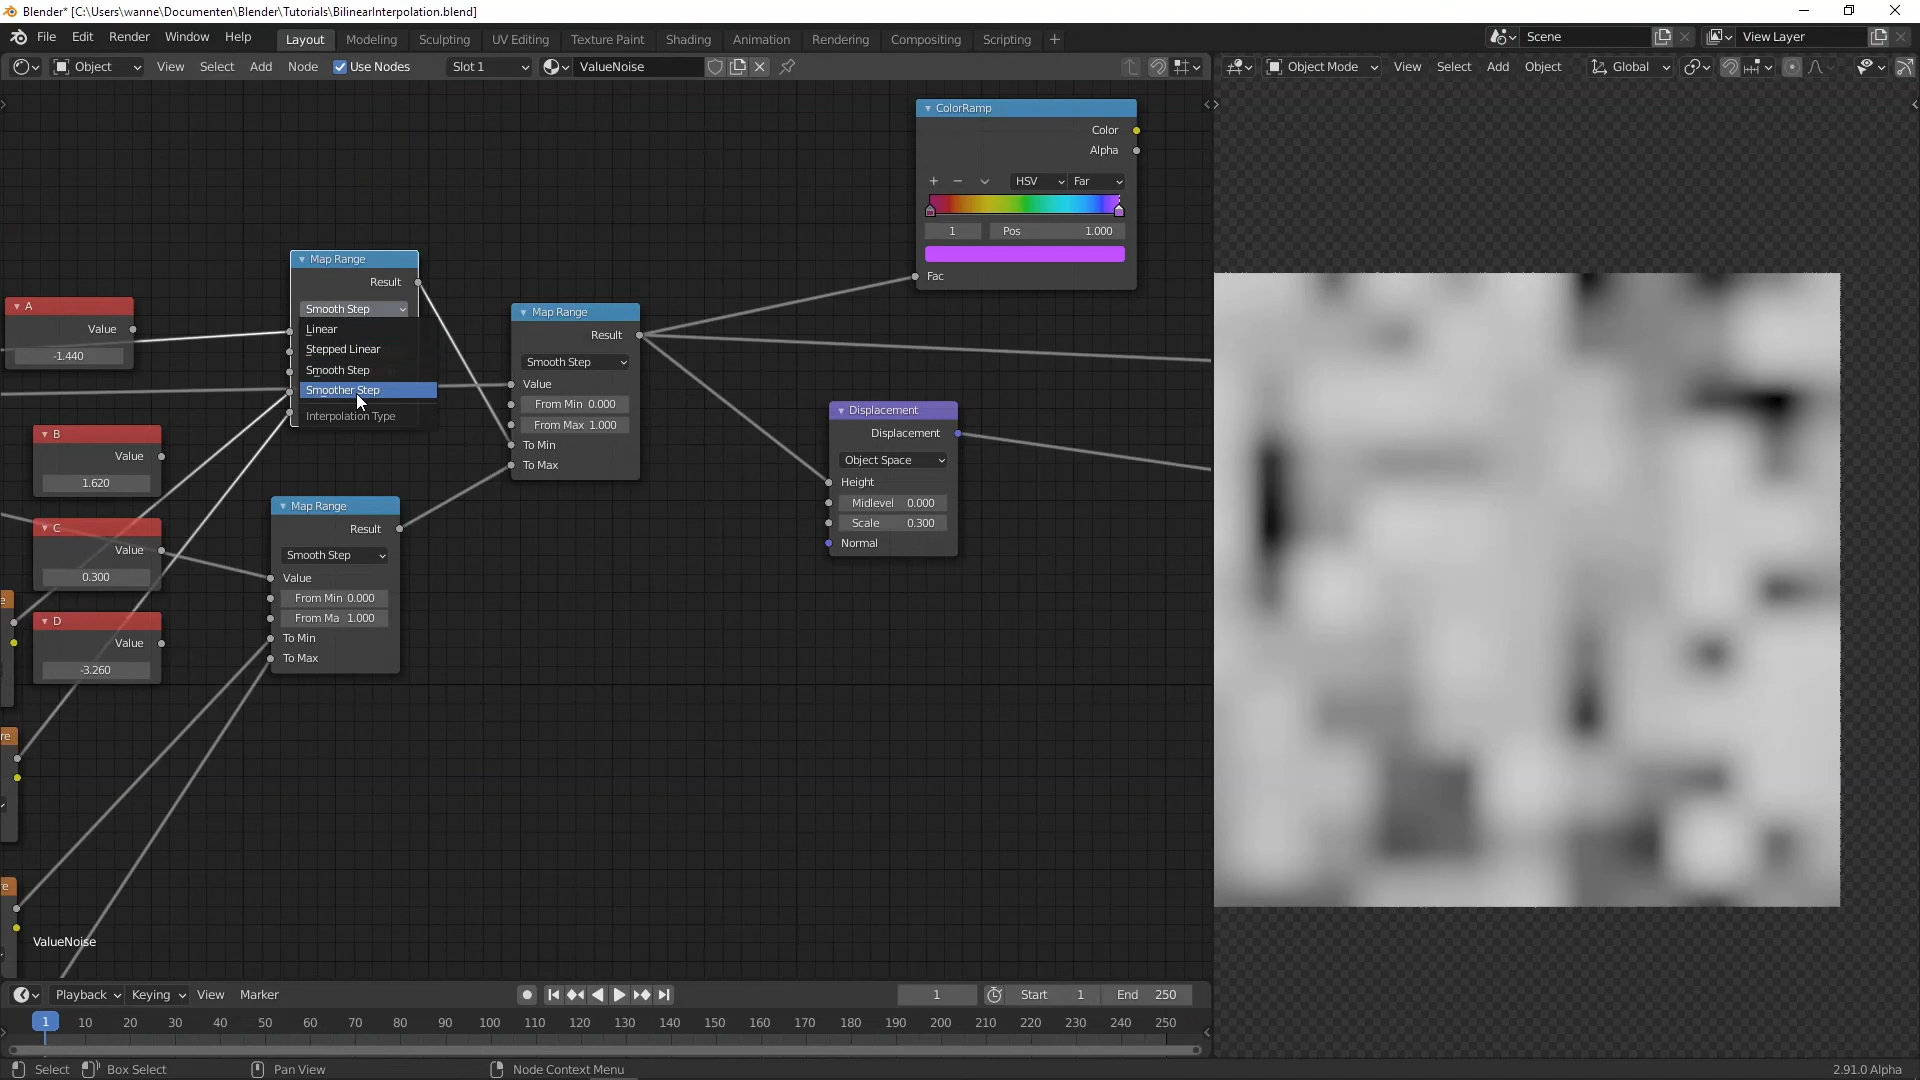 Blender* [C:\Users\wanne\Documenten\Blender\Tutorials\BilinearInterpolation.blend]
File Edit Render Window Help Layout Modeling Sculpting UV Editing Texture Paint Shading Animation Rendering Compositing Scripting + Scene View Layer
Object View Select Add Node Use Nodes Slot 1 ValueNoise Object Mode View Select Add Object Global
ColorRamp
Color
Alpha
+ − HSV Far
1 Pos 1.000
Fac
Map Range
Result
Smooth Step
Linear
Stepped Linear
Smooth Step
Smoother Step
Interpolation Type
A
Value
-1.440
B
Value
1.620
C
Value
0.300
D
Value
-3.260
Map Range
Result
Smooth Step
Value
From Min 0.000
From Max 1.000
To Min
To Max
Map Range
Result
Smooth Step
Value
From Min 0.000
From Ma 1.000
To Min
To Max
Displacement
Displacement
Object Space
Height
Midlevel 0.000
Scale 0.300
Normal
e
re
re
ValueNoise
Playback Keying View Marker 1 Start 1 End 250
1 10 20 30 40 50 60 70 80 90 100 110 120 130 140 150 160 170 180 190 200 210 220 230 240 250
Select Box Select Pan View Node Context Menu 2.91.0 Alpha